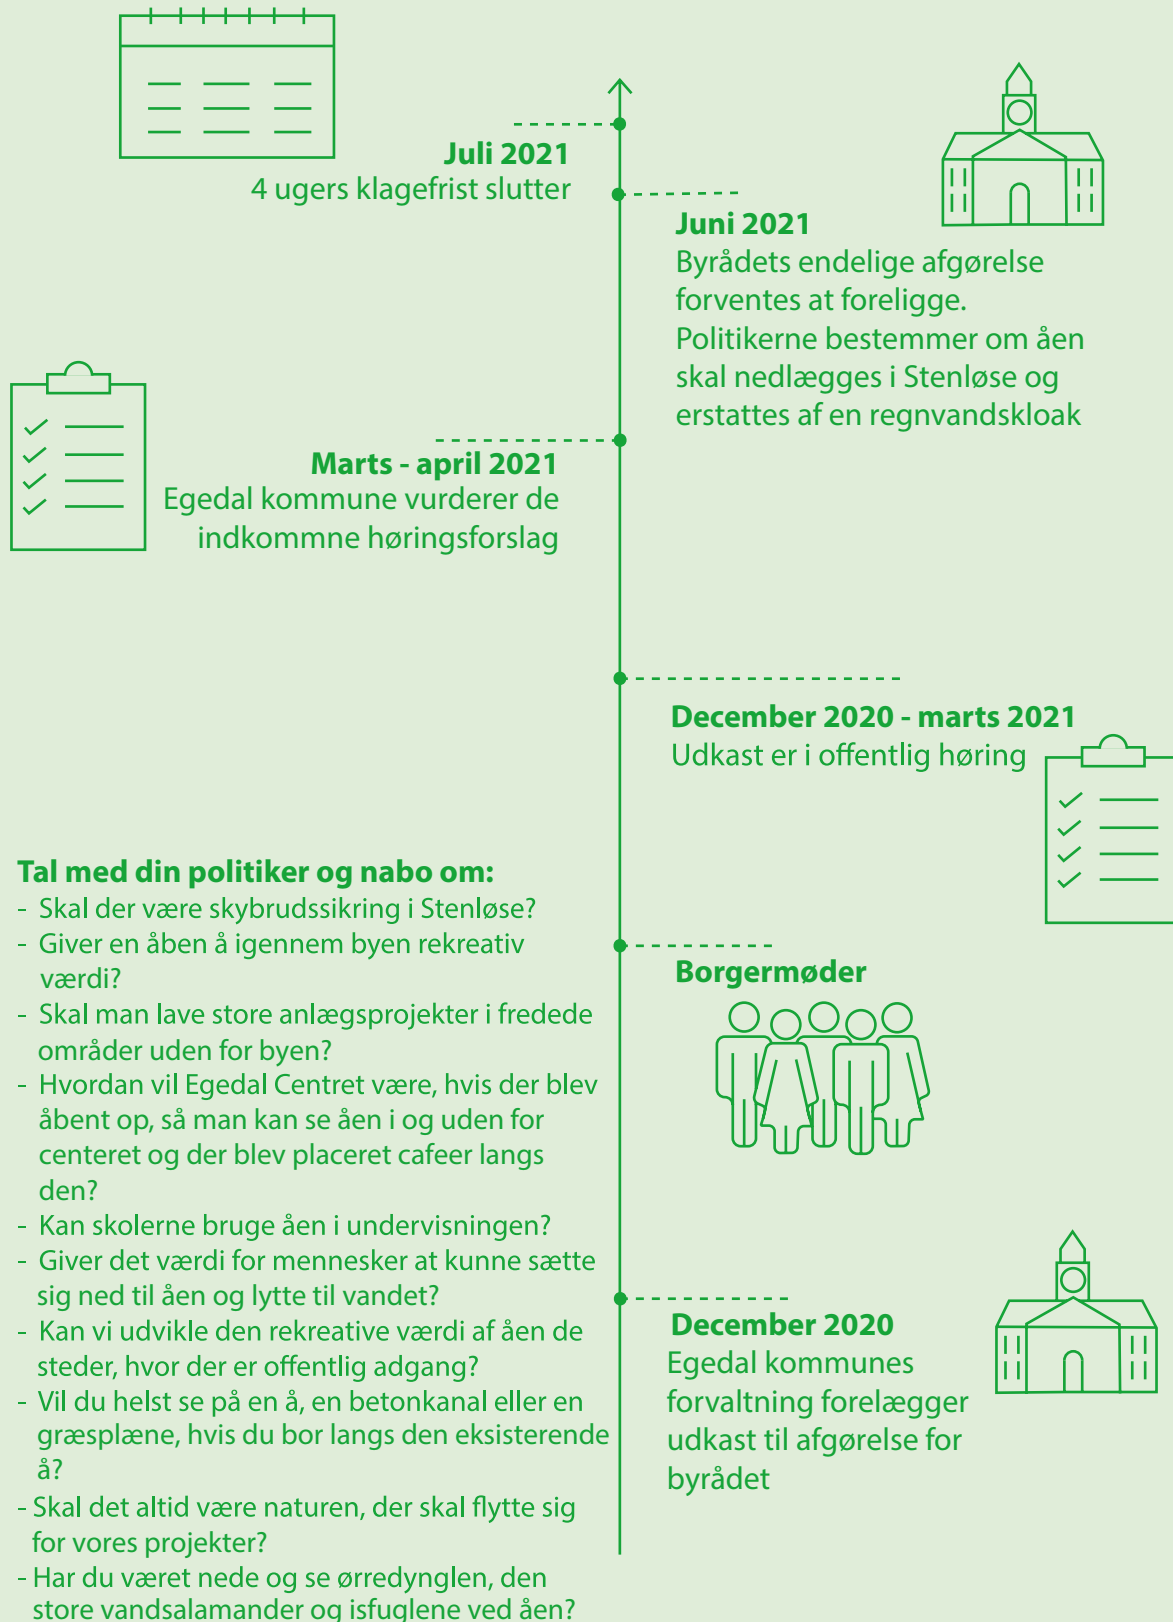 Juli 2021
4 ugers klagefrist slutter
Juni 2021
Byrådets endelige afgørelse
forventes at foreligge.
Politikerne bestemmer om åen
skal nedlægges i Stenløse og
erstattes af en regnvandskloak
Marts - april 2021
Egedal kommune vurderer de
indkommne høringsforslag
December 2020 - marts 2021
Udkast er i offentlig høring
Tal med din politiker og nabo om:
- Skal der være skybrudssikring i Stenløse?
- Giver en åben å igennem byen rekreativ
værdi?
- Skal man lave store anlægsprojekter i fredede
områder uden for byen?
- Hvordan vil Egedal Centret være, hvis der blev
åbent op, så man kan se åen i og uden for
centeret og der blev placeret cafeer langs
den?
- Kan skolerne bruge åen i undervisningen?
- Giver det værdi for mennesker at kunne sætte
sig ned til åen og lytte til vandet?
- Kan vi udvikle den rekreative værdi af åen de
steder, hvor der er offentlig adgang?
- Vil du helst se på en å, en betonkanal eller en
græsplæne, hvis du bor langs den eksisterende
å?
- Skal det altid være naturen, der skal flytte sig
for vores projekter?
- Har du været nede og se ørredynglen, den
store vandsalamander og isfuglene ved åen?
Borgermøder
December 2020
Egedal kommunes
forvaltning forelægger
udkast til afgørelse for
byrådet